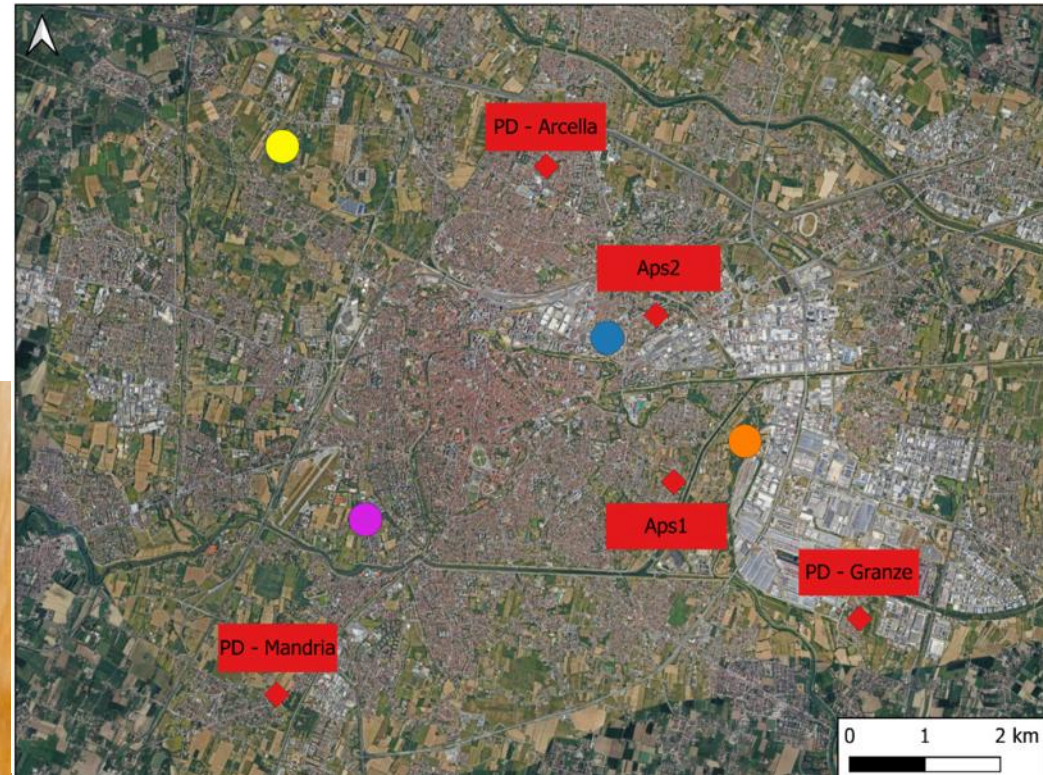 PD - Arcella
Aps2
Aps1
PD - Granze
PD - Mandria
0 1 2 km